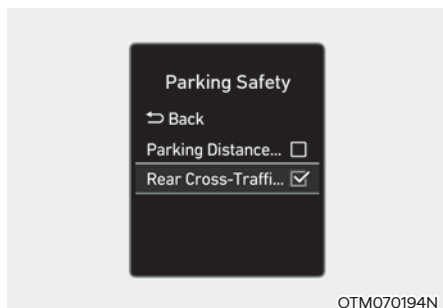 Parking Safety
Back
Parking Distance...
Rear Cross-Traffi...
OTM070194N